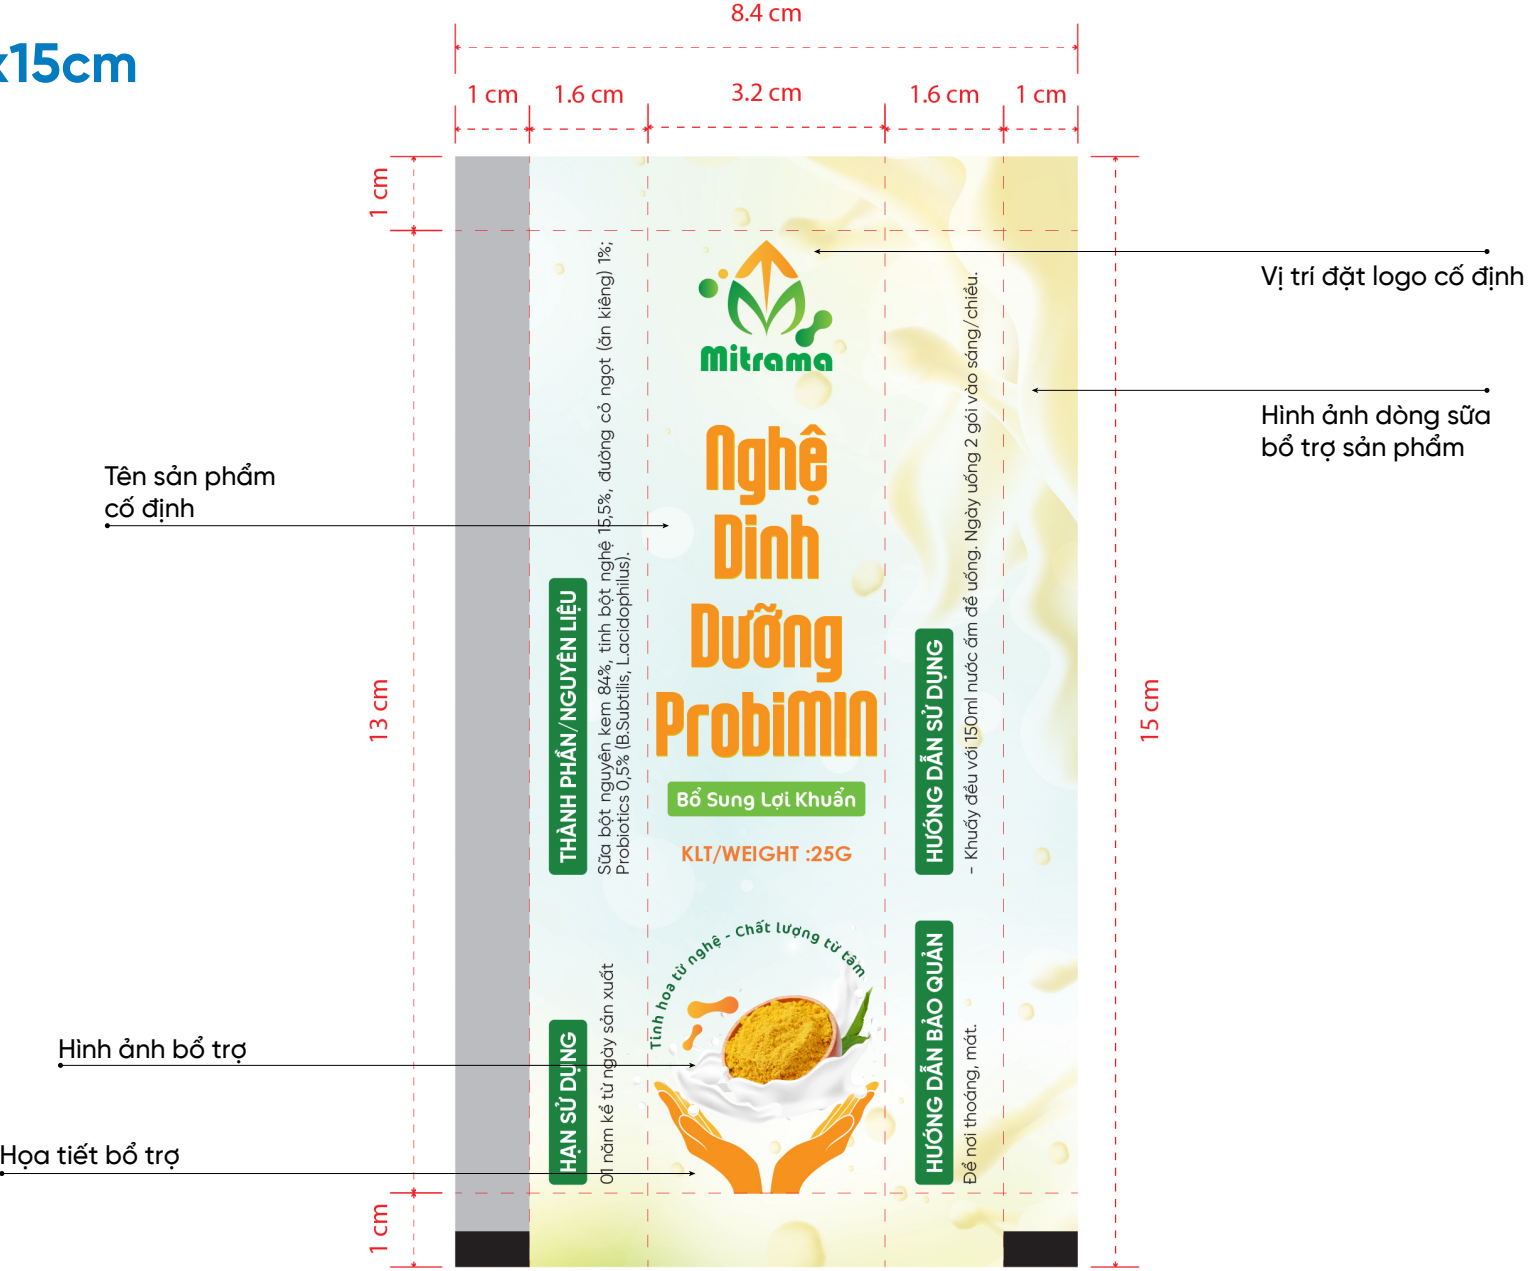 x15cm
8.4 cm
1 cm
1.6 cm
3.2 cm
1.6 cm
1 cm
1 cm
13 cm
1 cm
15 cm
Vị trí đặt logo cố định
Hình ảnh dòng sữa
bổ trợ sản phẩm
Tên sản phẩm
cố định
Hình ảnh bổ trợ
Họa tiết bổ trợ
THÀNH PHẦN/NGUYÊN LIỆU
Sữa bột nguyên kem 84%, tinh bột nghệ 15,5%, đường cỏ ngọt (ăn kiêng) 1%;
Probiotics 0,5% (B.Subtilis, L.acidophilus).
HẠN SỬ DỤNG
01 năm kể từ ngày sản xuất
Mitrama
Nghệ
Dinh
Dưỡng
ProbiMIN
Bổ Sung Lợi Khuẩn
KLT/WEIGHT :25G
Tinh hoa từ nghệ - Chất lượng từ tâm
HƯỚNG DẪN SỬ DỤNG
- Khuấy đều với 150ml nước ấm để uống. Ngày uống 2 gói vào sáng/chiều.
HƯỚNG DẪN BẢO QUẢN
Để nơi thoáng, mát.